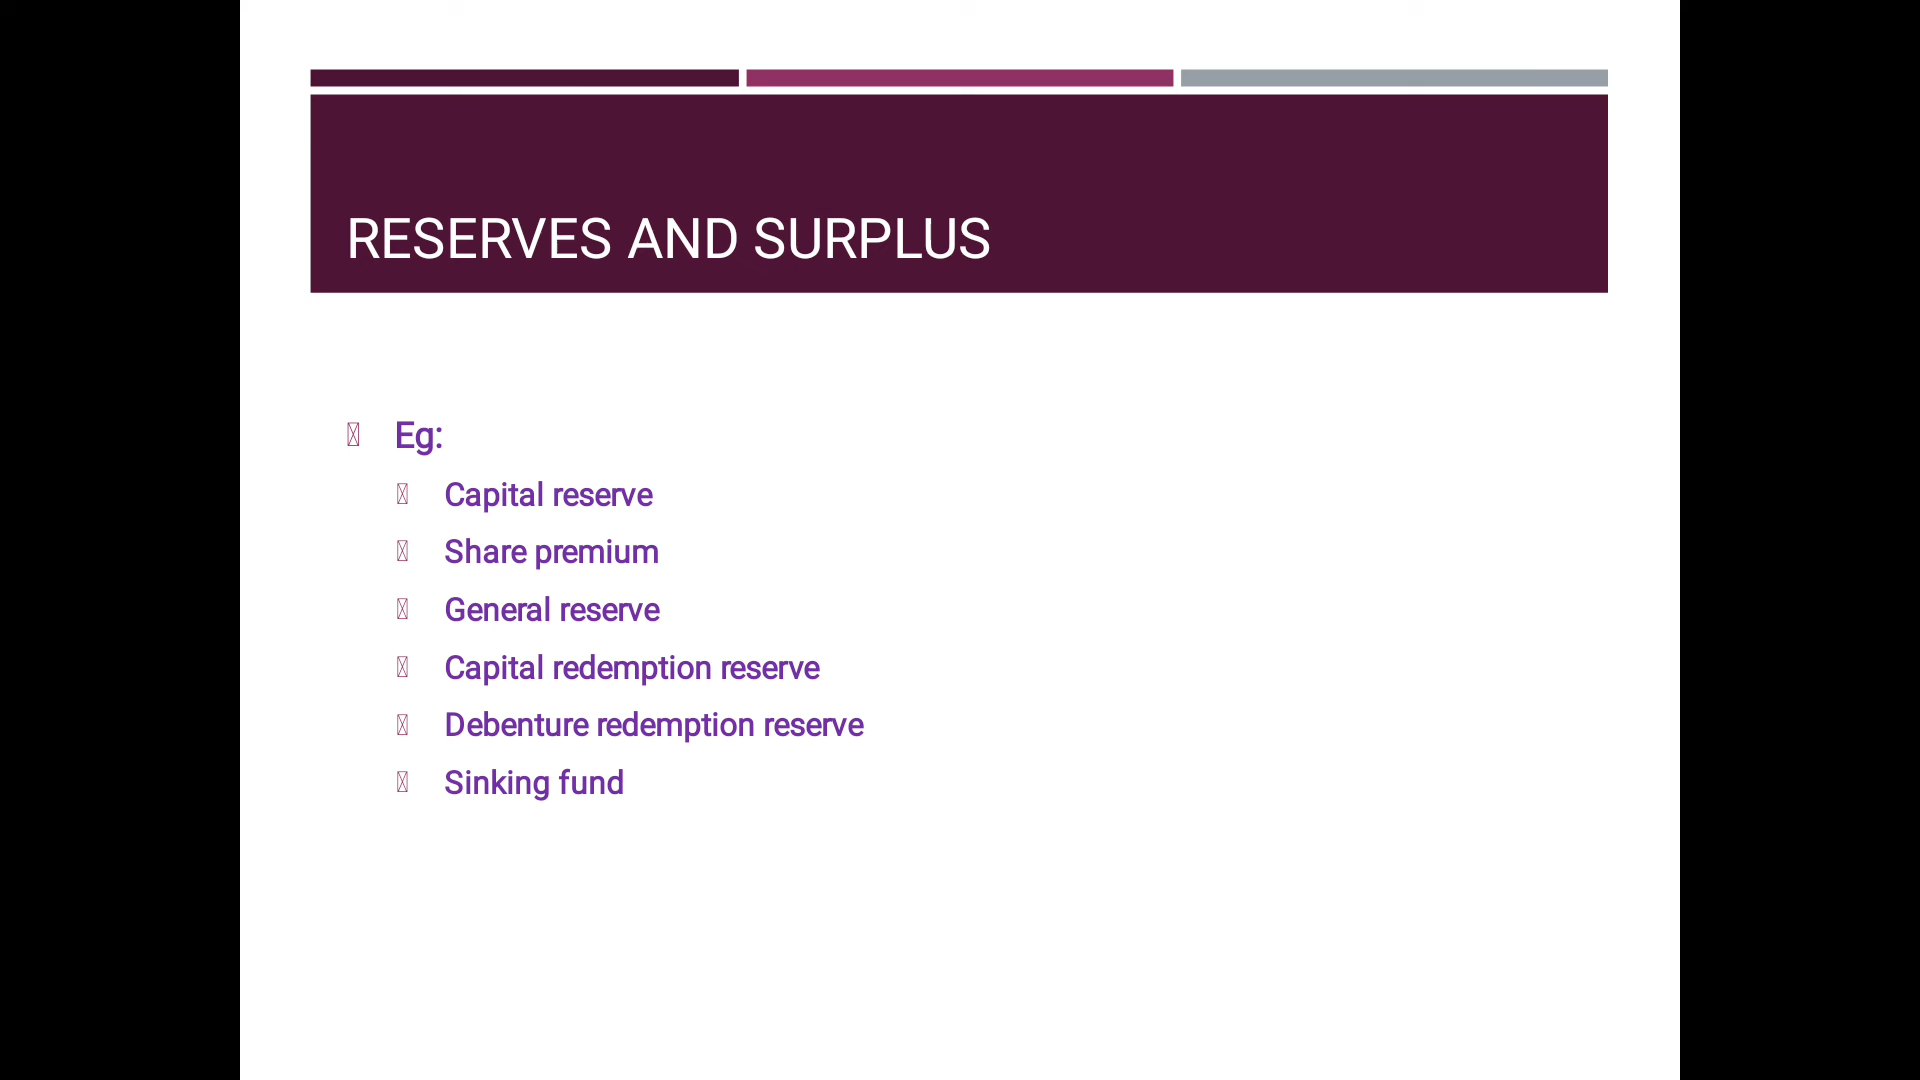 RESERVES AND SURPLUS
Eg:
Capital reserve
Share premium
General reserve
Capital redemption reserve
Debenture redemption reserve
Sinking fund